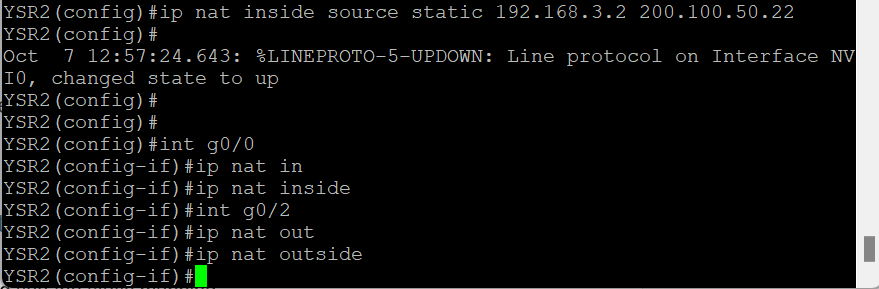 YSR2(config)#ip nat inside source static 192.168.3.2 200.100.50.22
YSR2(config)#
Oct  7 12:57:24.643: %LINEPROTO-5-UPDOWN: Line protocol on Interface NV
I0, changed state to up
YSR2(config)#
YSR2(config)#
YSR2(config)#int g0/0
YSR2(config-if)#ip nat in
YSR2(config-if)#ip nat inside
YSR2(config-if)#int g0/2
YSR2(config-if)#ip nat out
YSR2(config-if)#ip nat outside
YSR2(config-if)#